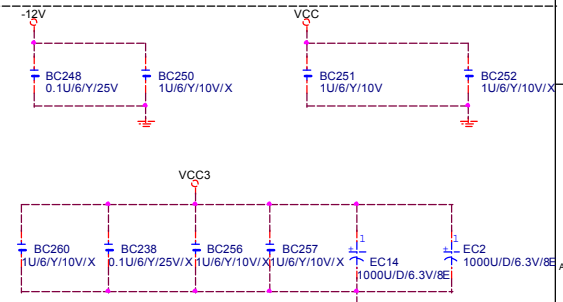 -12V
VCC
BC248
0.1U/6/Y/25V
BC250
1U/6/Y/10V/X
BC251
1U/6/Y/10V
BC252
1U/6/Y/10V/X
VCC3
BC260
1U/6/Y/10V/X
BC238
0.1U/6/Y/25V/X
BC256
1U/6/Y/10V/X
BC257
1U/6/Y/10V/X
1
+
EC14
1000U/D/6.3V/8E
1
+
EC2
1000U/D/6.3V/8E
A